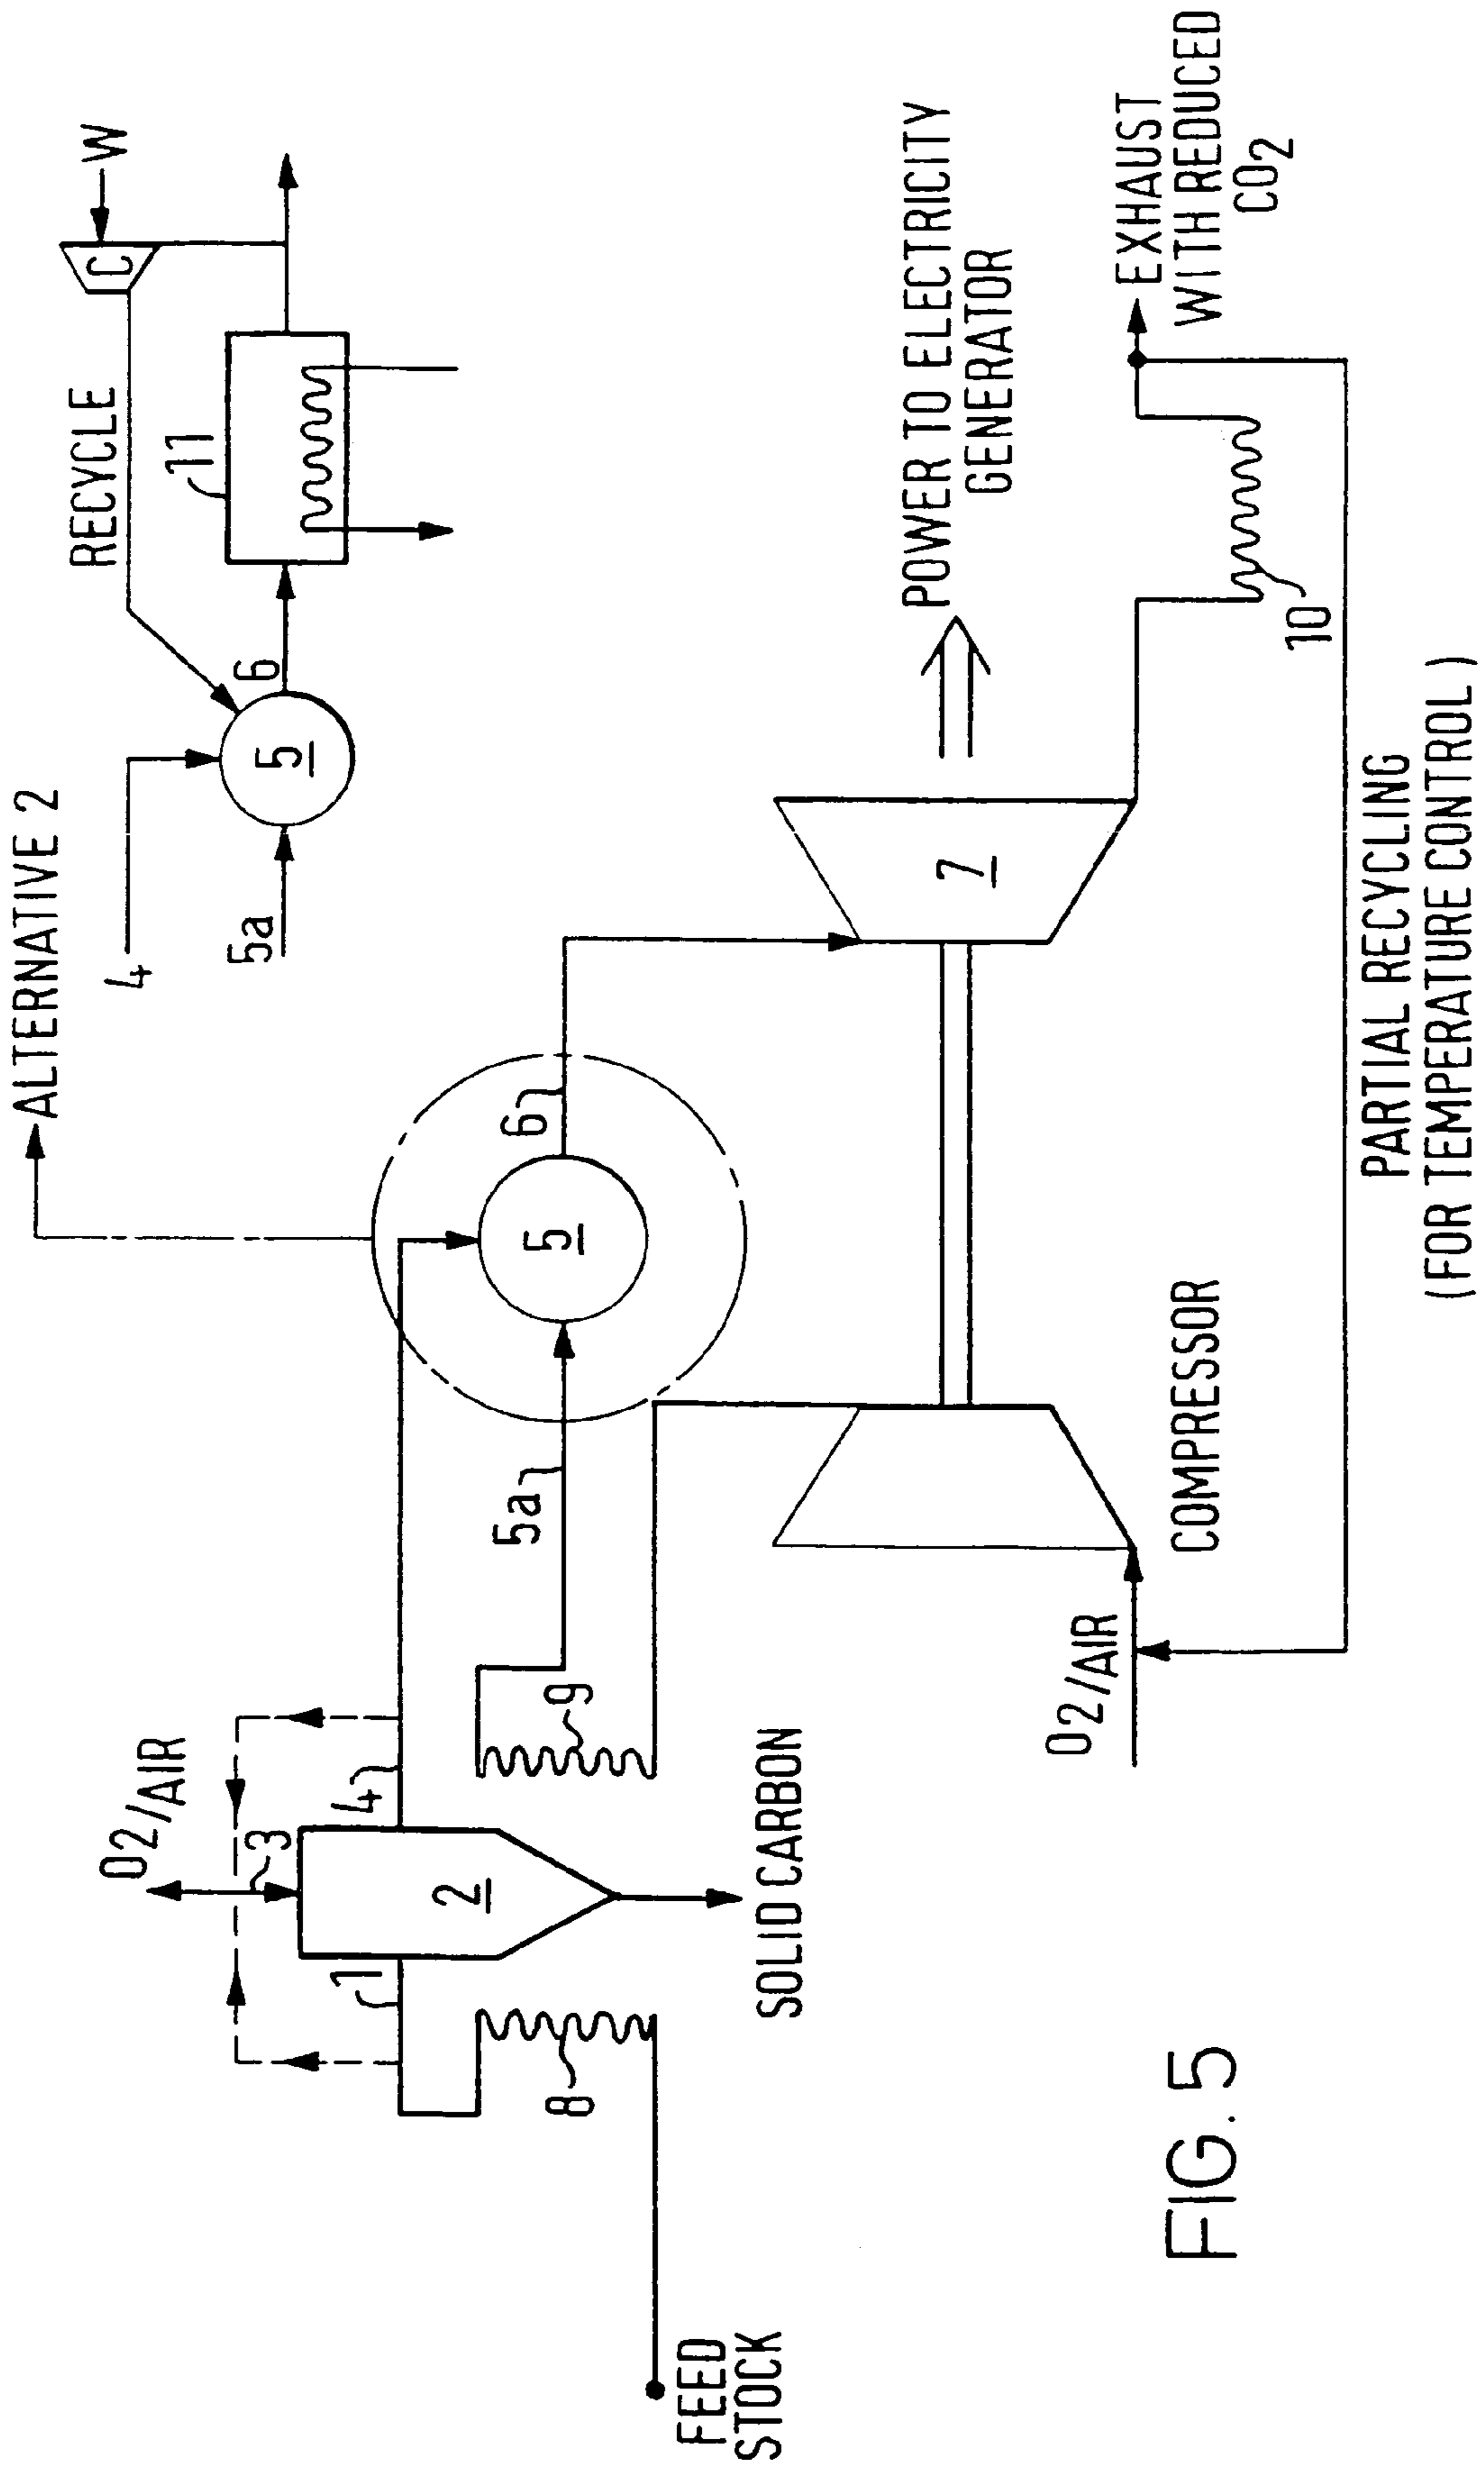 ALTERNATIVE 2
RECYCLE
C
W
11
4
5a
5
6
O2/AIR
3
4
1
2
8
9
5a
5
6
7
FEED
STOCK
SOLID CARBON
O2/AIR
COMPRESSOR
POWER TO ELECTRICITY
GENERATOR
10
EXHAUST
WITH REDUCED
CO2
PARTIAL RECYCLING
(FOR TEMPERATURE CONTROL)
FIG. 5